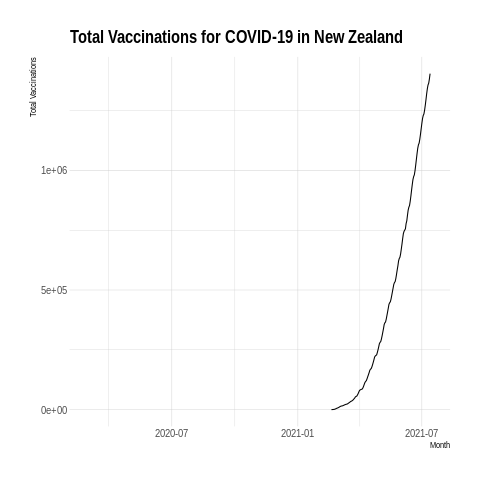 Total Vaccinations for COVID-19 in New Zealand
Total Vaccinations
1e+06
5e+05
0e+00
2020-07 2021-01 2021-07
Month